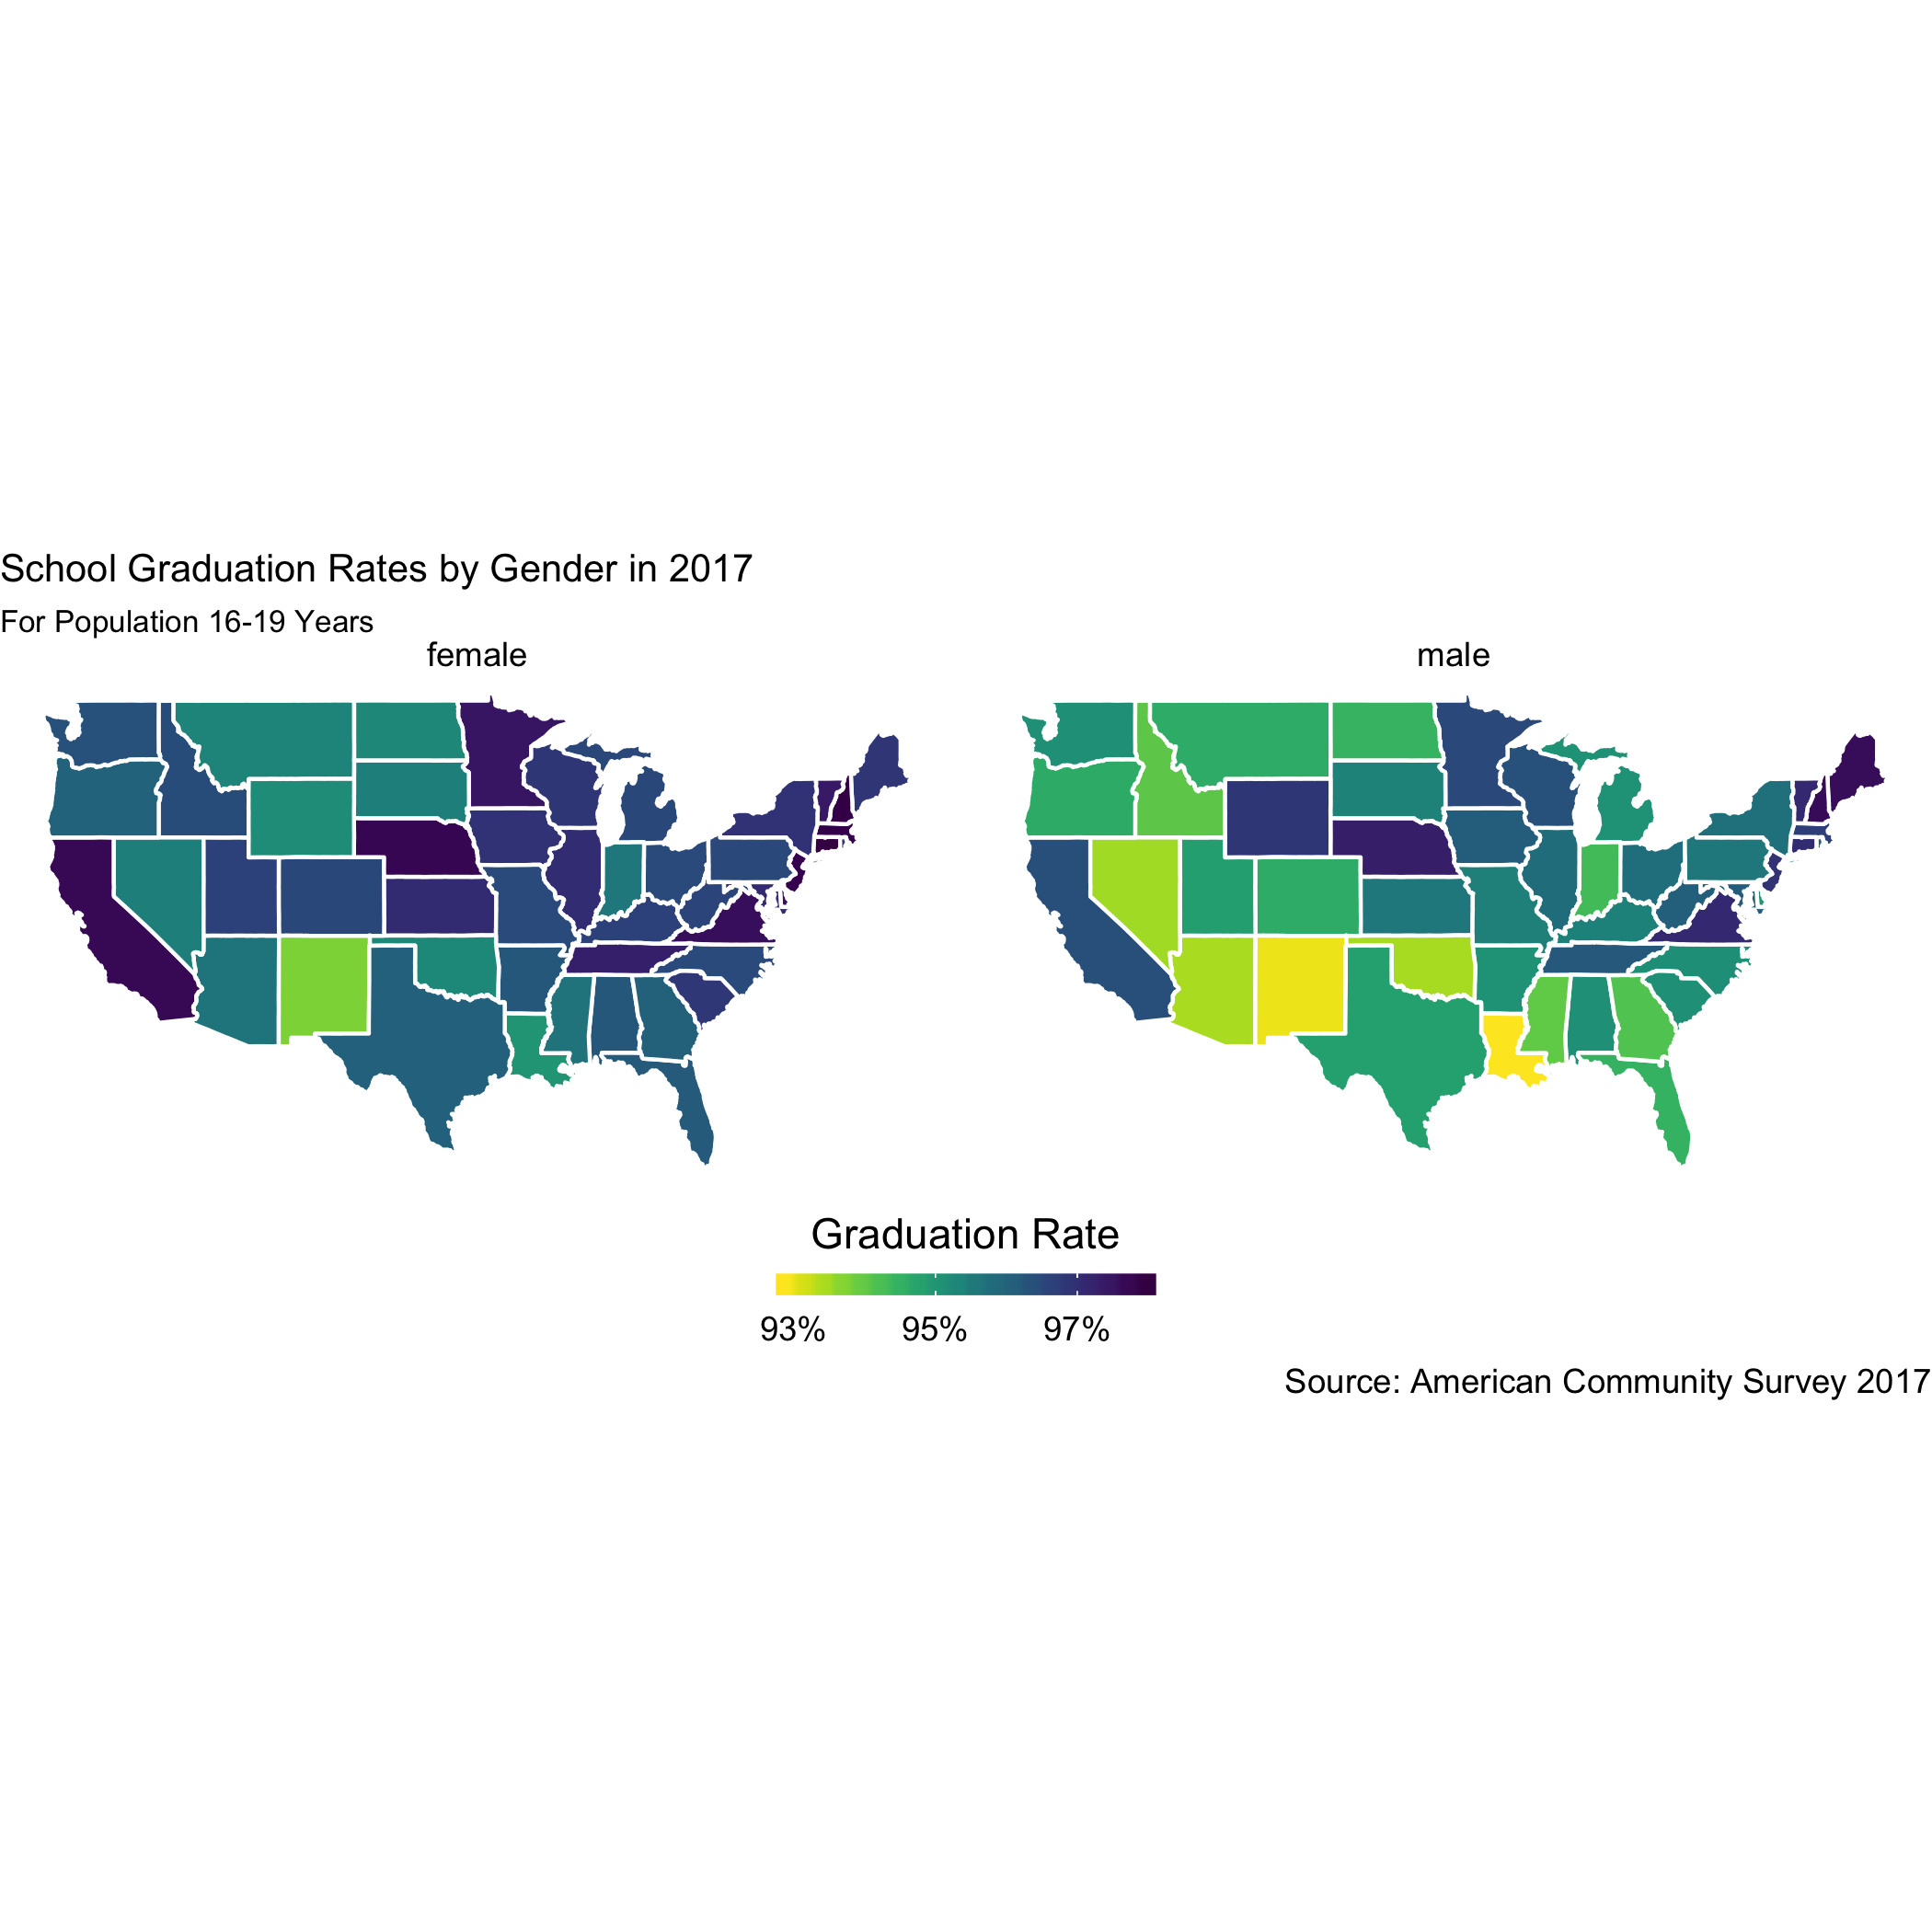 School Graduation Rates by Gender in 2017
For Population 16-19 Years
female
male
Graduation Rate
93% 95% 97%
Source: American Community Survey 2017